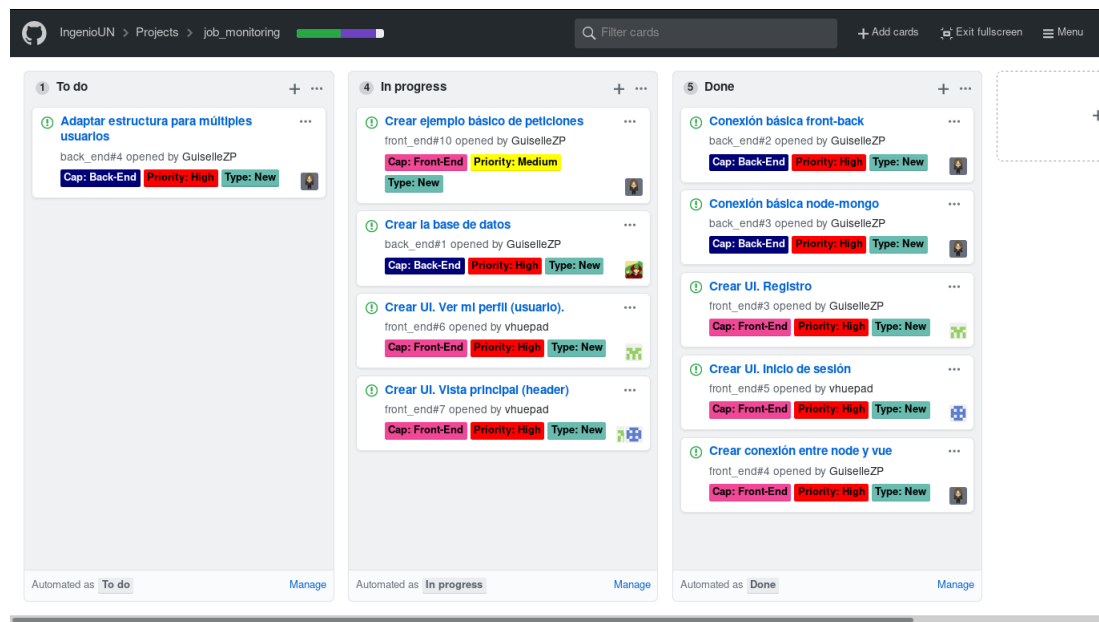 IngenioUN > Projects > job_monitoring
Filter cards
+ Add cards
Exit fullscreen
Menu
1 To do
Adaptar estructura para múltiples
usuarios
back_end#4 opened by GuiselleZP
Cap: Back-End Priority: High Type: New
Automated as To do
Manage
4 In progress
Crear ejemplo básico de peticiones
front_end#10 opened by GuiselleZP
Cap: Front-End Priority: Medium
Type: New
Crear la base de datos
back_end#1 opened by GuiselleZP
Cap: Back-End Priority: High Type: New
Crear UI. Ver mi perfil (usuario).
front_end#6 opened by vhuepad
Cap: Front-End Priority: High Type: New
Crear UI. Vista principal (header)
front_end#7 opened by vhuepad
Cap: Front-End Priority: High Type: New
Automated as In progress
Manage
5 Done
Conexión básica front-back
back_end#2 opened by GuiselleZP
Cap: Back-End Priority: High Type: New
Conexión básica node-mongo
back_end#3 opened by GuiselleZP
Cap: Back-End Priority: High Type: New
Crear UI. Registro
front_end#3 opened by GuiselleZP
Cap: Front-End Priority: High Type: New
Crear UI. Inicio de sesión
front_end#5 opened by vhuepad
Cap: Front-End Priority: High Type: New
Crear conexión entre node y vue
front_end#4 opened by GuiselleZP
Cap: Front-End Priority: High Type: New
Automated as Done
Manage